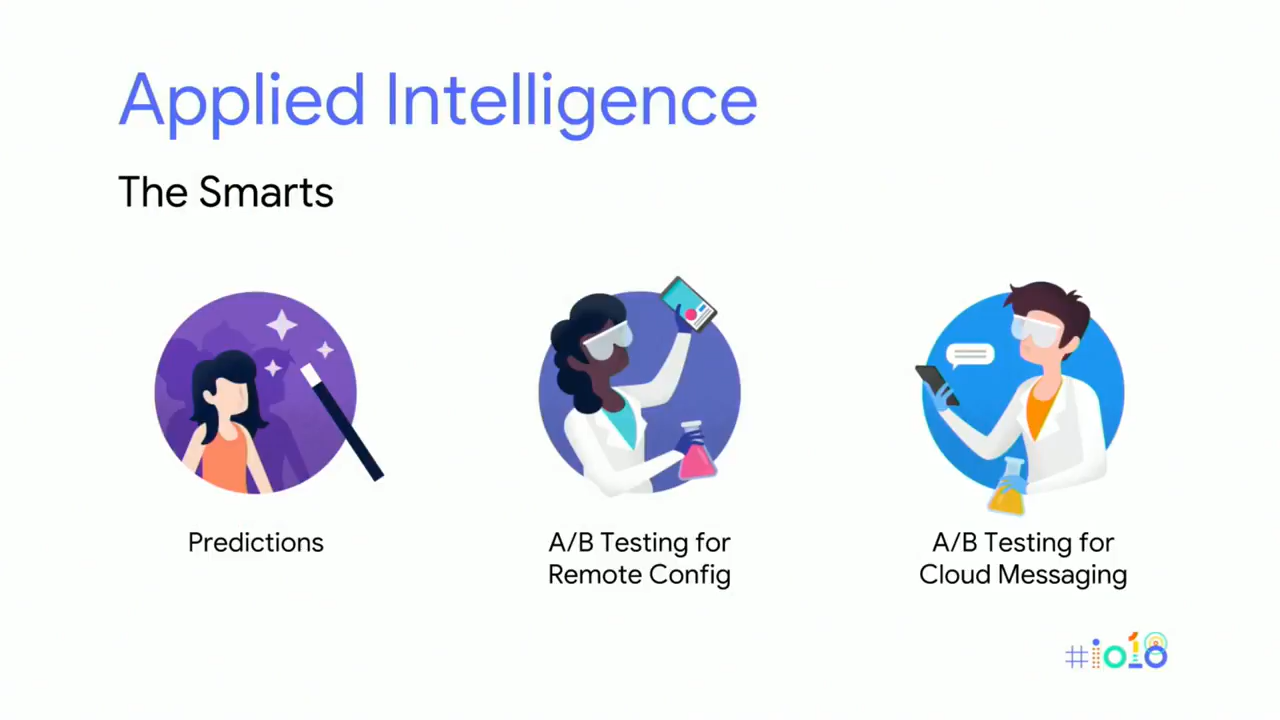 Applied Intelligence
The Smarts
Predictions
A/B Testing for
Remote Config
A/B Testing for
Cloud Messaging
#io18